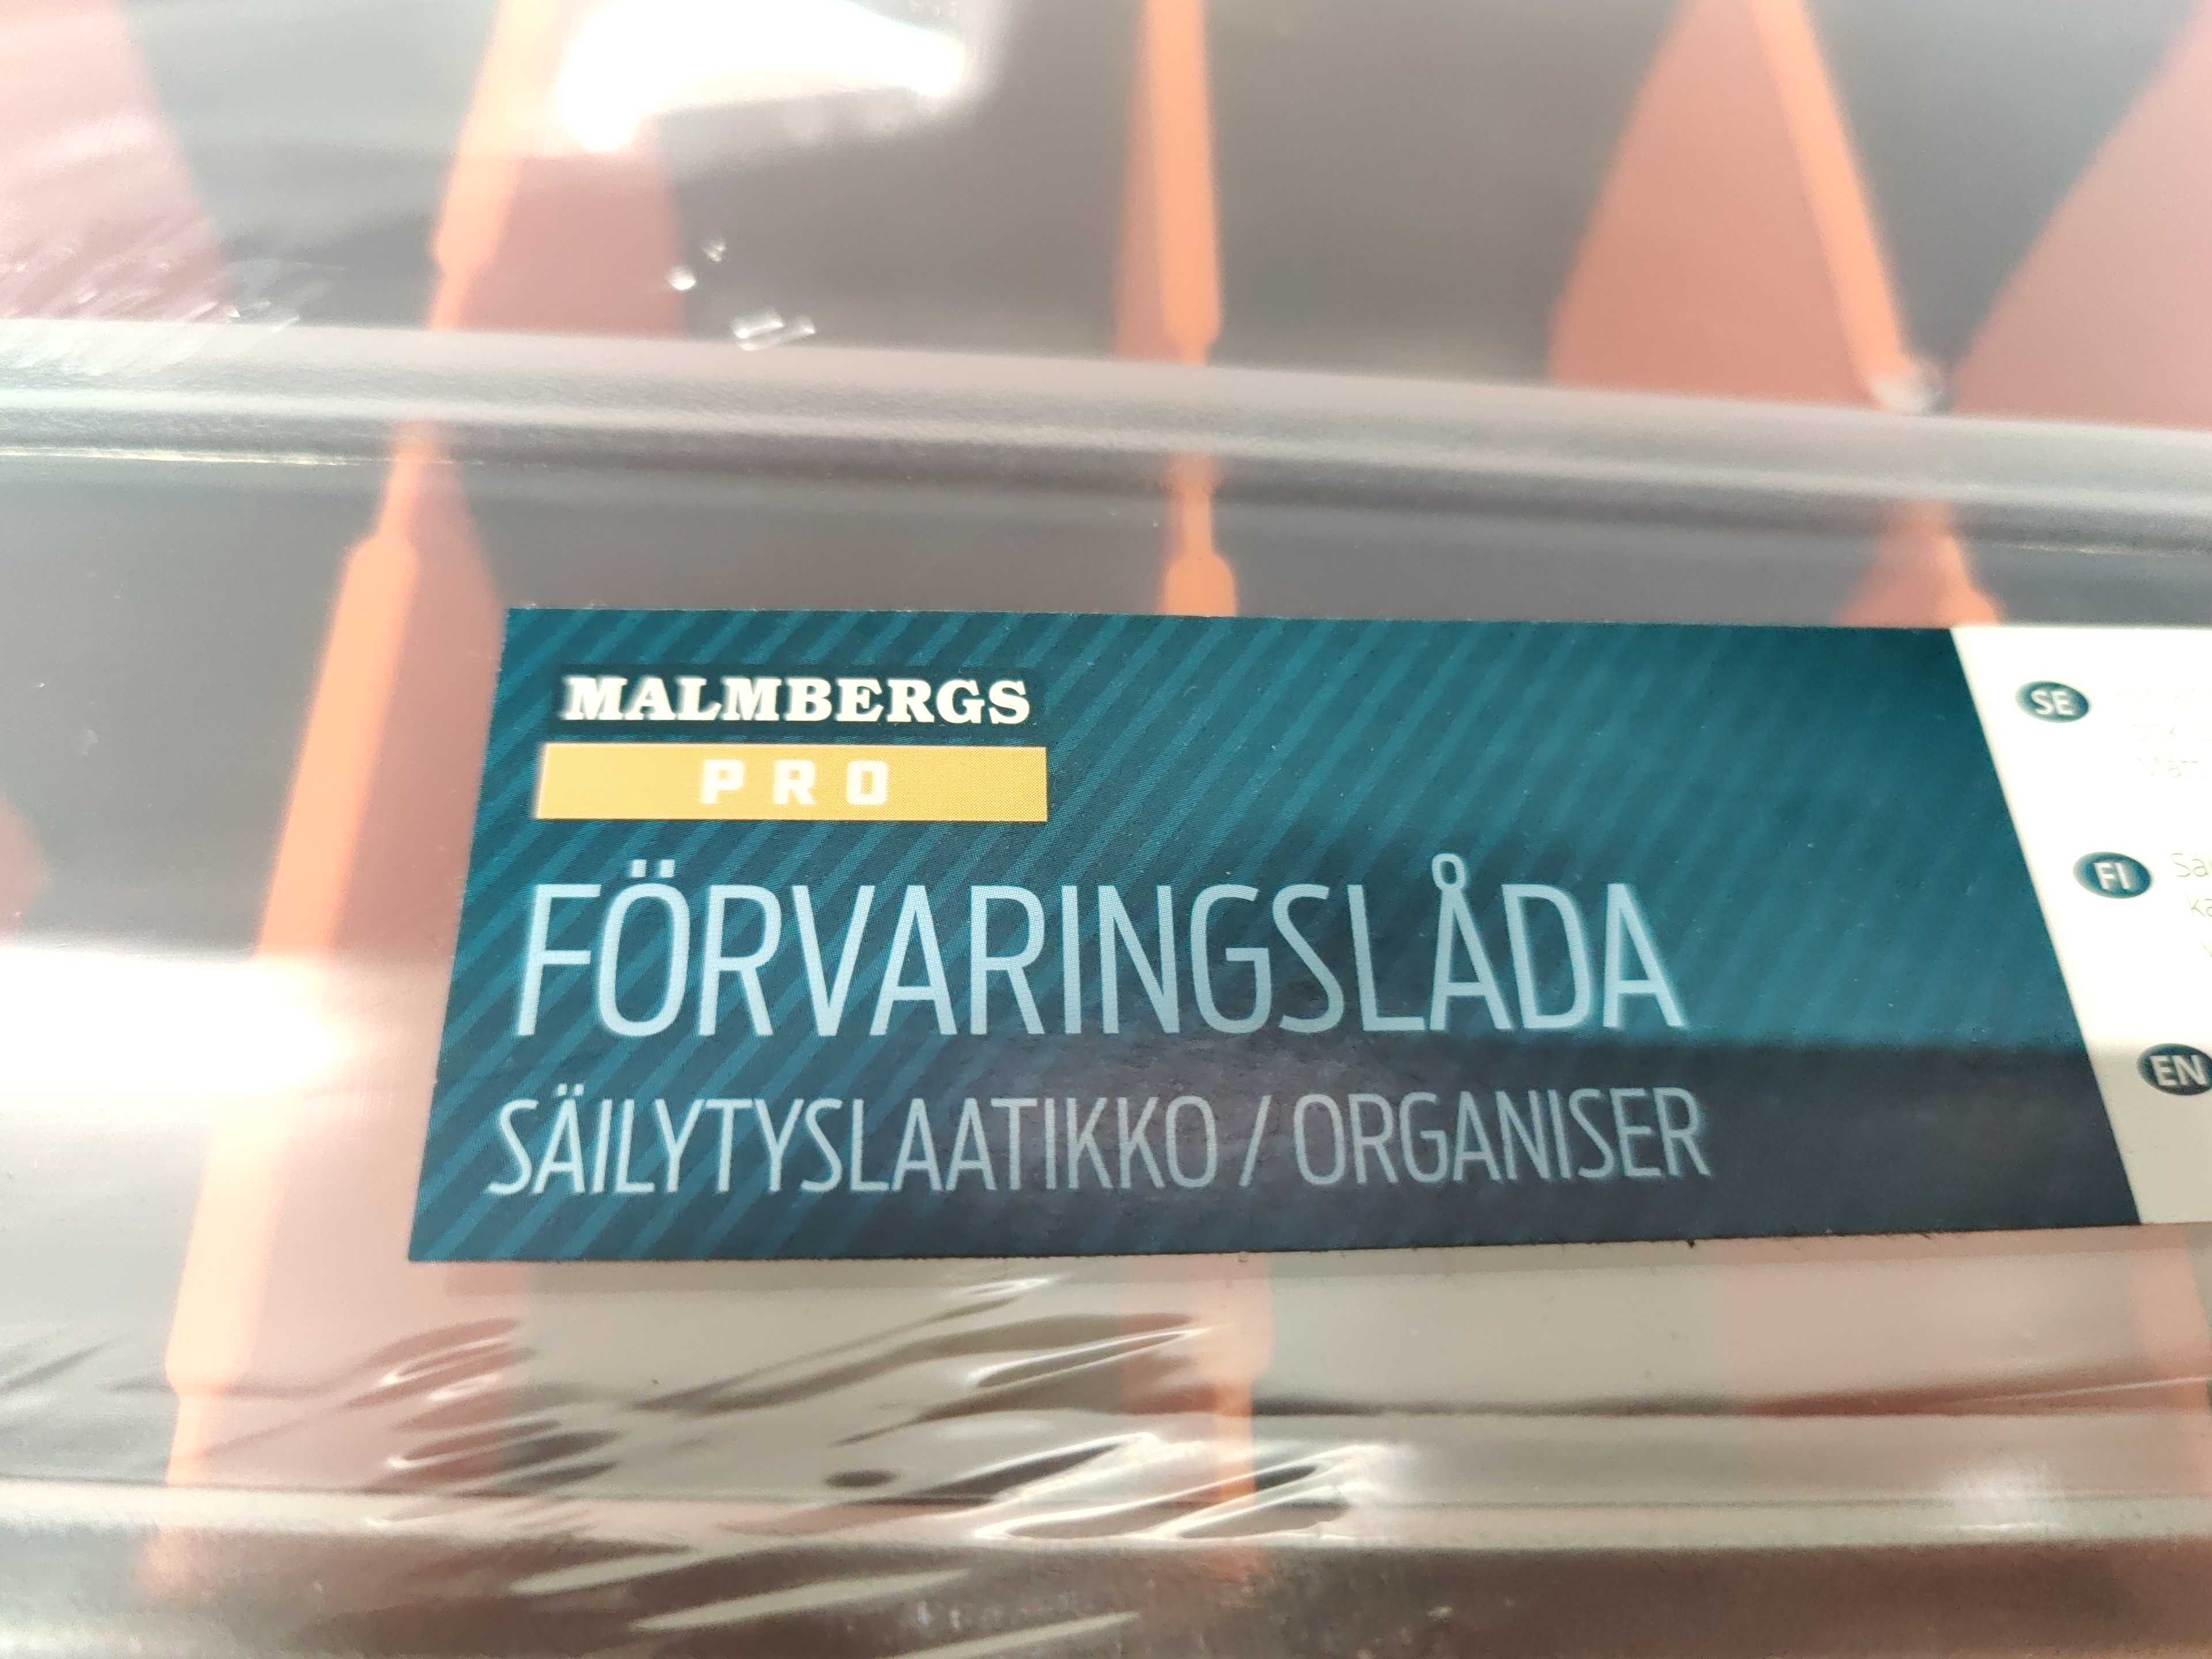 MALMBERGS
PRO
FÖRVARINGSLÅDA
SÄILYTYSLAATIKKO / ORGANISER
SE
FI
EN